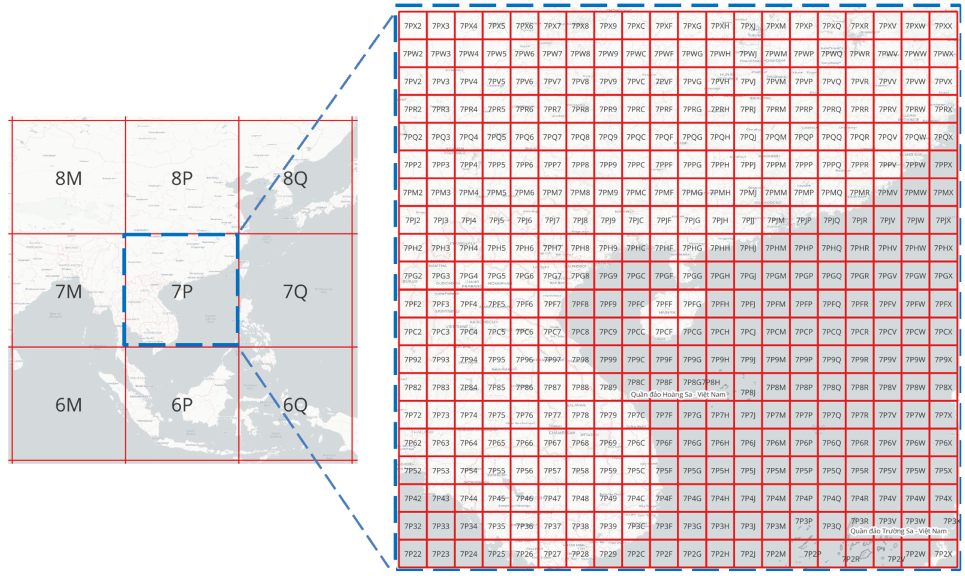 8M 8P 8Q
7M 7P 7Q
6M 6P 6Q
7PX2 7PX3 7PX4 7PX5 7PX6 7PX7 7PX8 7PX9 7PXC 7PXF 7PXG 7PXH 7PXJ 7PXM 7PXP 7PXQ 7PXR 7PXV 7PXW 7PXX
7PW2 7PW3 7PW4 7PW5 7PW6 7PW7 7PW8 7PW9 7PWC 7PWF 7PWG 7PWH 7PWJ 7PWM 7PWP 7PWQ 7PWR 7PWV 7PWW 7PWX
7PV2 7PV3 7PV4 7PV5 7PV6 7PV7 7PV8 7PV9 7PVC 7PVF 7PVG 7PVH 7PVJ 7PVM 7PVP 7PVQ 7PVR 7PVV 7PVW 7PVX
7PR2 7PR3 7PR4 7PR5 7PR6 7PR7 7PR8 7PR9 7PRC 7PRF 7PRG 7PRH 7PRJ 7PRM 7PRP 7PRQ 7PRR 7PRV 7PRW 7PRX
7PQ2 7PQ3 7PQ4 7PQ5 7PQ6 7PQ7 7PQ8 7PQ9 7PQC 7PQF 7PQG 7PQH 7PQJ 7PQM 7PQP 7PQQ 7PQR 7PQV 7PQW 7PQX
7PP2 7PP3 7PP4 7PP5 7PP6 7PP7 7PP8 7PP9 7PPC 7PPF 7PPG 7PPH 7PPJ 7PPM 7PPP 7PPQ 7PPR 7PPV 7PPW 7PPX
7PM2 7PM3 7PM4 7PM5 7PM6 7PM7 7PM8 7PM9 7PMC 7PMF 7PMG 7PMH 7PMJ 7PMM 7PMP 7PMQ 7PMR 7PMV 7PMW 7PMX
7PJ2 7PJ3 7PJ4 7PJ5 7PJ6 7PJ7 7PJ8 7PJ9 7PJC 7PJF 7PJG 7PJH 7PJJ 7PJM 7PJP 7PJQ 7PJR 7PJV 7PJW 7PJX
7PH2 7PH3 7PH4 7PH5 7PH6 7PH7 7PH8 7PH9 7PHC 7PHF 7PHG 7PHH 7PHJ 7PHM 7PHP 7PHQ 7PHR 7PHV 7PHW 7PHX
7PG2 7PG3 7PG4 7PG5 7PG6 7PG7 7PG8 7PG9 7PGC 7PGF 7PGG 7PGH 7PGJ 7PGM 7PGP 7PGQ 7PGR 7PGV 7PGW 7PGX
7PF2 7PF3 7PF4 7PF5 7PF6 7PF7 7PF8 7PF9 7PFC 7PFF 7PFG 7PFH 7PFJ 7PFM 7PFP 7PFQ 7PFR 7PFV 7PFW 7PFX
7PC2 7PC3 7PC4 7PC5 7PC6 7PC7 7PC8 7PC9 7PCC 7PCF 7PCG 7PCH 7PCJ 7PCM 7PCP 7PCQ 7PCR 7PCV 7PCW 7PCX
7P92 7P93 7P94 7P95 7P96 7P97 7P98 7P99 7P9C 7P9F 7P9G 7P9H 7P9J 7P9M 7P9P 7P9Q 7P9R 7P9V 7P9W 7P9X
7P82 7P83 7P84 7P85 7P86 7P87 7P88 7P89 7P8C 7P8F 7P8G 7P8H 7P8J 7P8M 7P8P 7P8Q 7P8R 7P8V 7P8W 7P8X
Quần đảo Hoàng Sa - Việt Nam
7P72 7P73 7P74 7P75 7P76 7P77 7P78 7P79 7P7C 7P7F 7P7G 7P7H 7P7J 7P7M 7P7P 7P7Q 7P7R 7P7V 7P7W 7P7X
7P62 7P63 7P64 7P65 7P66 7P67 7P68 7P69 7P6C 7P6F 7P6G 7P6H 7P6J 7P6M 7P6P 7P6Q 7P6R 7P6V 7P6W 7P6X
7P52 7P53 7P54 7P55 7P56 7P57 7P58 7P59 7P5C 7P5F 7P5G 7P5H 7P5J 7P5M 7P5P 7P5Q 7P5R 7P5V 7P5W 7P5X
7P42 7P43 7P44 7P45 7P46 7P47 7P48 7P49 7P4C 7P4F 7P4G 7P4H 7P4J 7P4M 7P4P 7P4Q 7P4R 7P4V 7P4W 7P4X
7P32 7P33 7P34 7P35 7P36 7P37 7P38 7P39 7P3C 7P3F 7P3G 7P3H 7P3J 7P3M 7P3P 7P3Q 7P3R 7P3V 7P3W 7P3X
Quần đảo Trường Sa - Việt Nam
7P22 7P23 7P24 7P25 7P26 7P27 7P28 7P29 7P2C 7P2F 7P2G 7P2H 7P2J 7P2M 7P2P 7P2R 7P2V 7P2W 7P2X